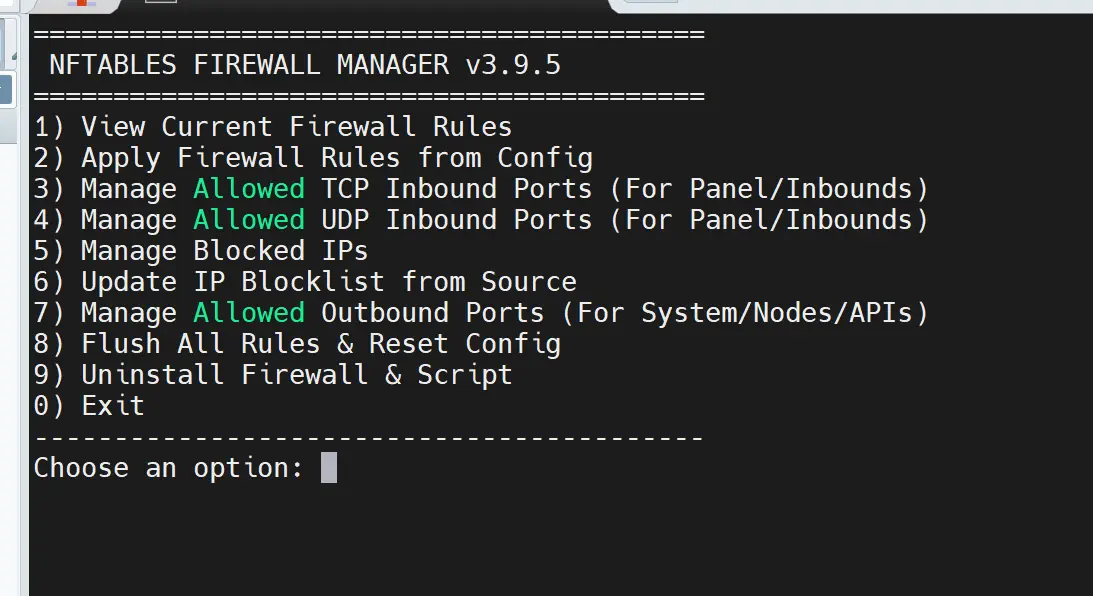 ==========================================
NFTABLES FIREWALL MANAGER v3.9.5
==========================================
1) View Current Firewall Rules
2) Apply Firewall Rules from Config
3) Manage Allowed TCP Inbound Ports (For Panel/Inbounds)
4) Manage Allowed UDP Inbound Ports (For Panel/Inbounds)
5) Manage Blocked IPs
6) Update IP Blocklist from Source
7) Manage Allowed Outbound Ports (For System/Nodes/APIs)
8) Flush All Rules & Reset Config
9) Uninstall Firewall & Script
0) Exit
------------------------------------------
Choose an option: